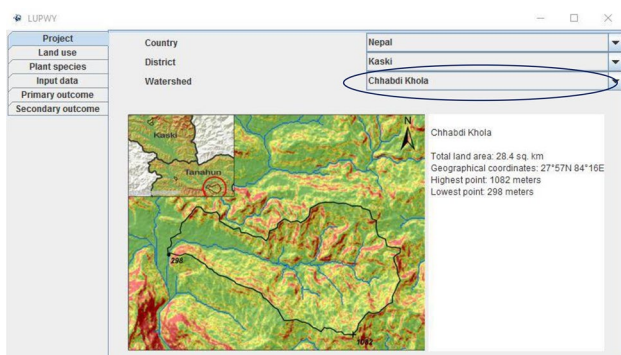 LUPWY
Project
Land use
Plant species
Input data
Primary outcome
Secondary outcome
Country
Nepal
District
Kaski
Watershed
Chhabdi Khola
Kaski
Tanahun
N
298
1082
Chhabdi Khola
Total land area: 28.4 sq. km
Geographical coordinates: 27°57N 84°16E
Highest point: 1082 meters
Lowest point: 298 meters